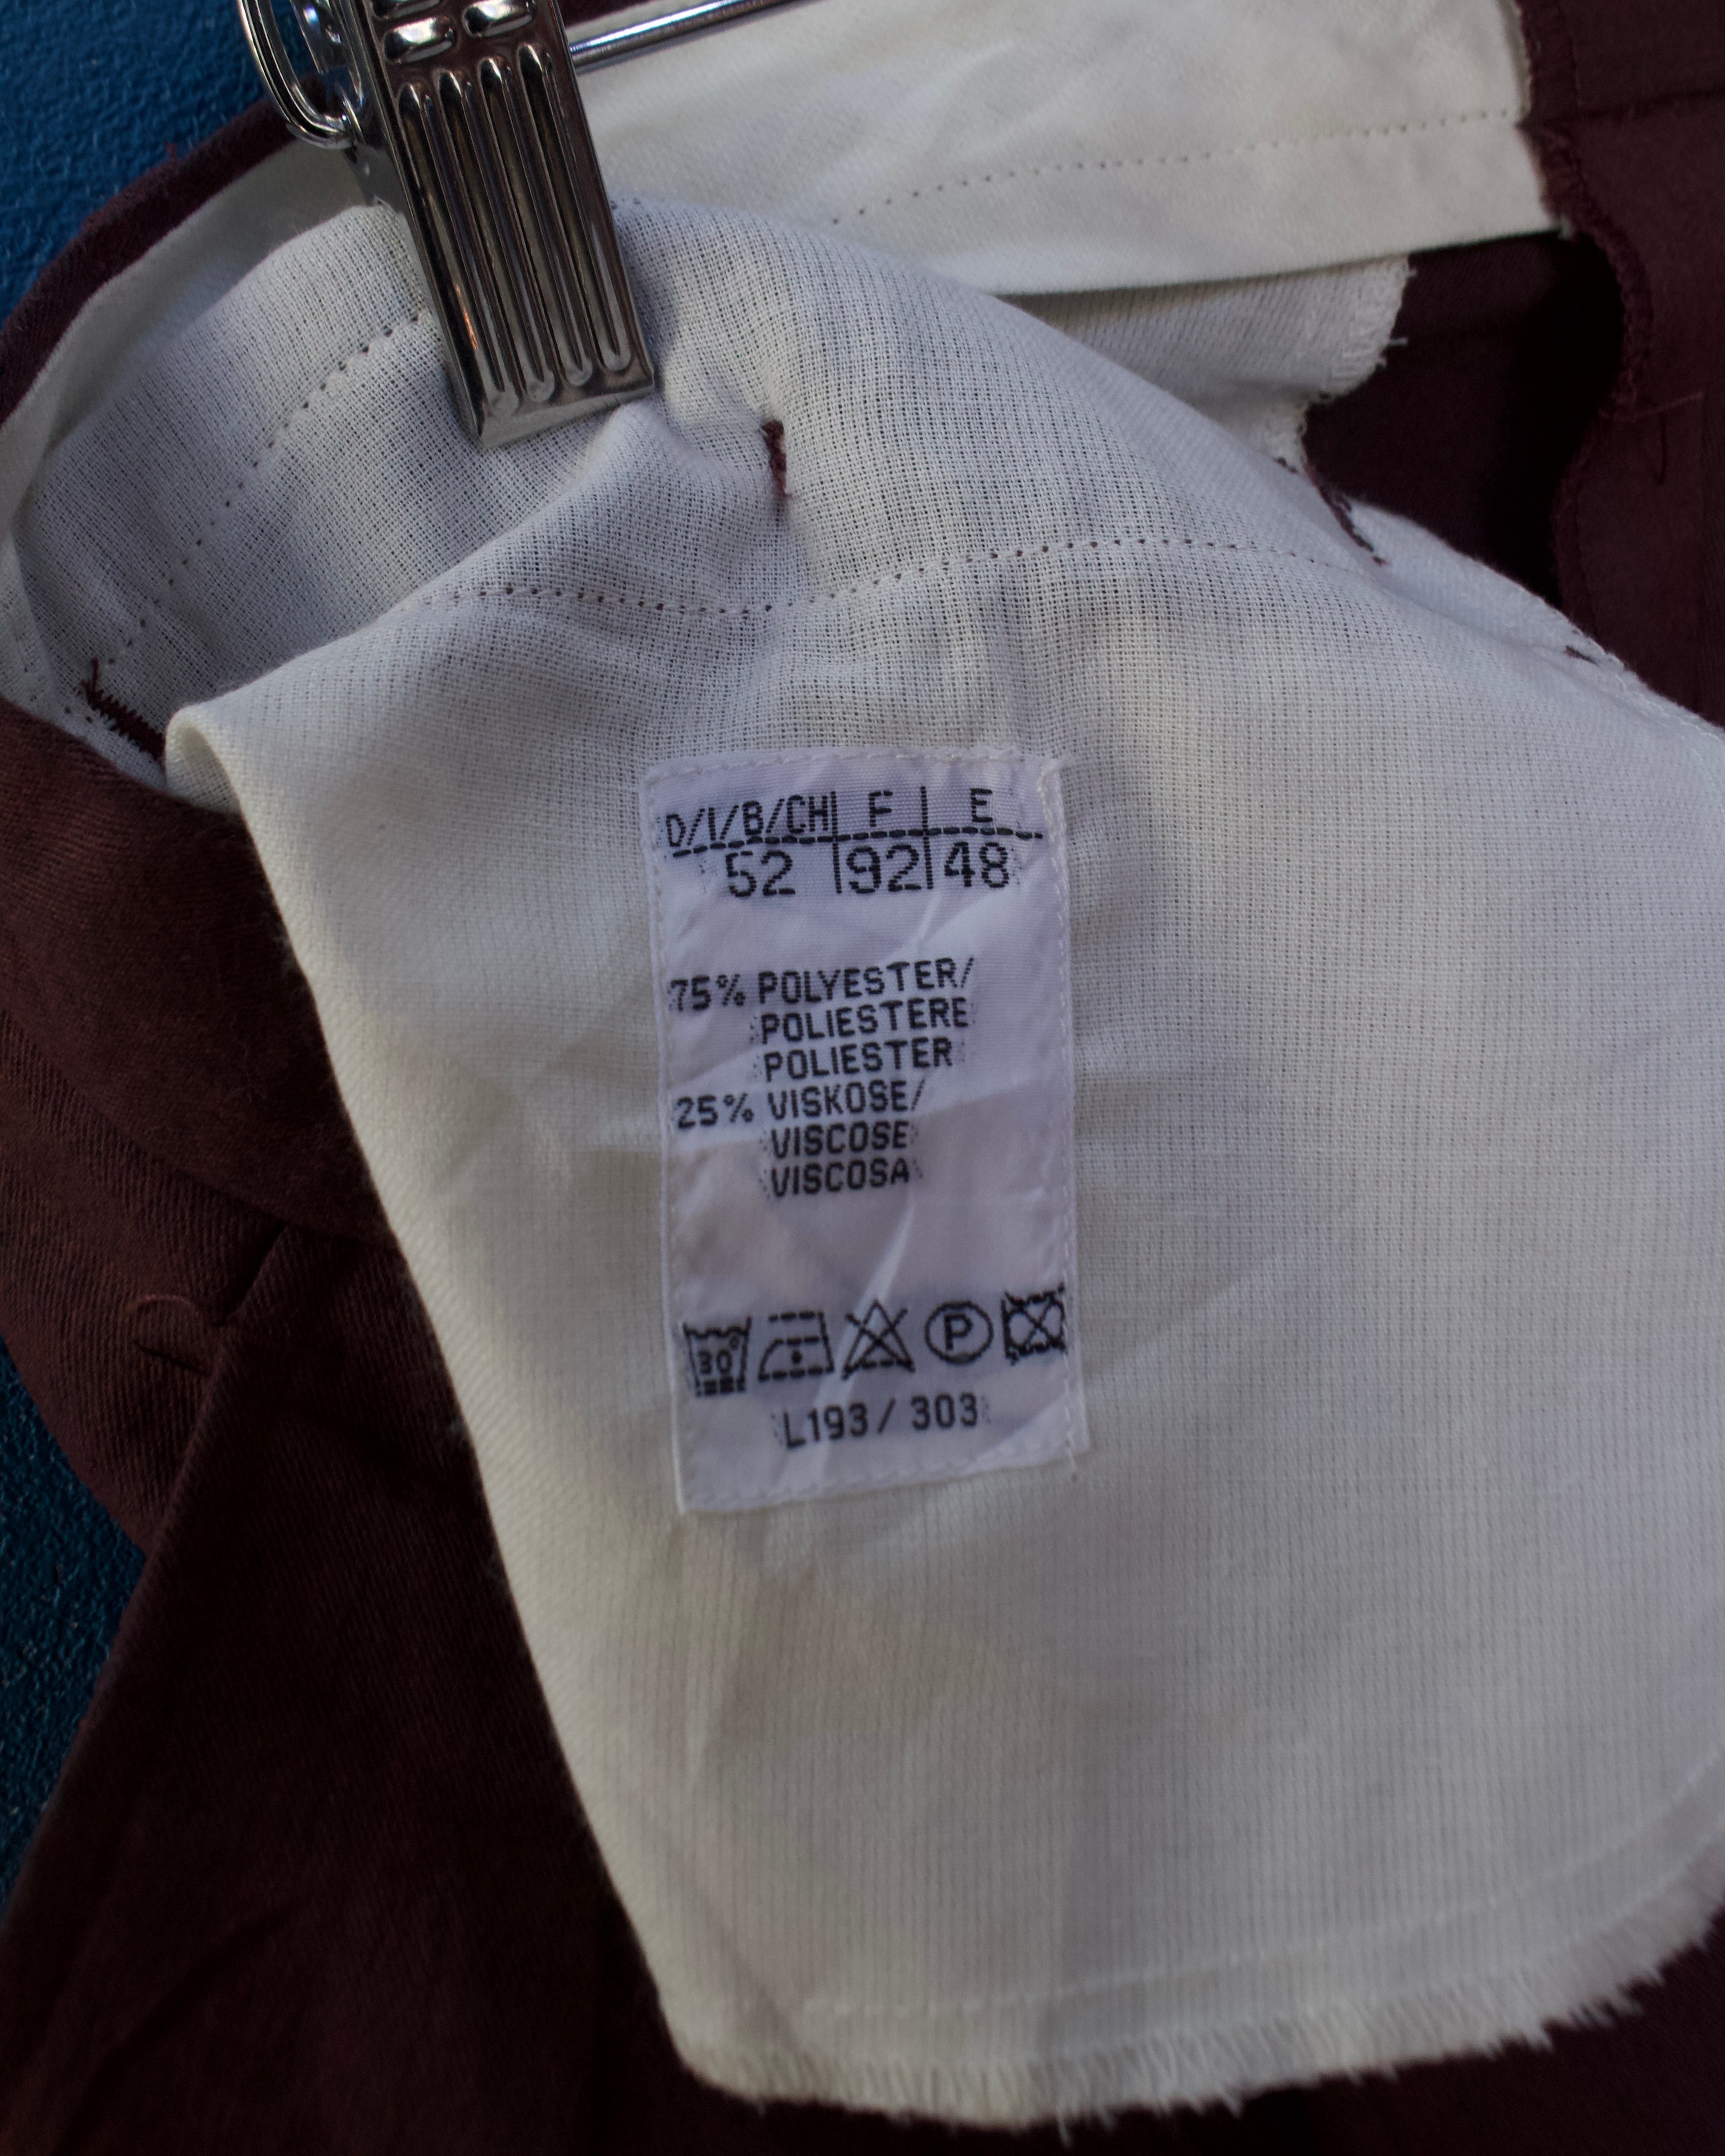 D/I/B/CH F E
52 92 48
75% POLYESTER/
POLIESTERE
POLIESTER
25% VISKOSE/
VISCOSE
VISCOSA
30° P
L193 / 303